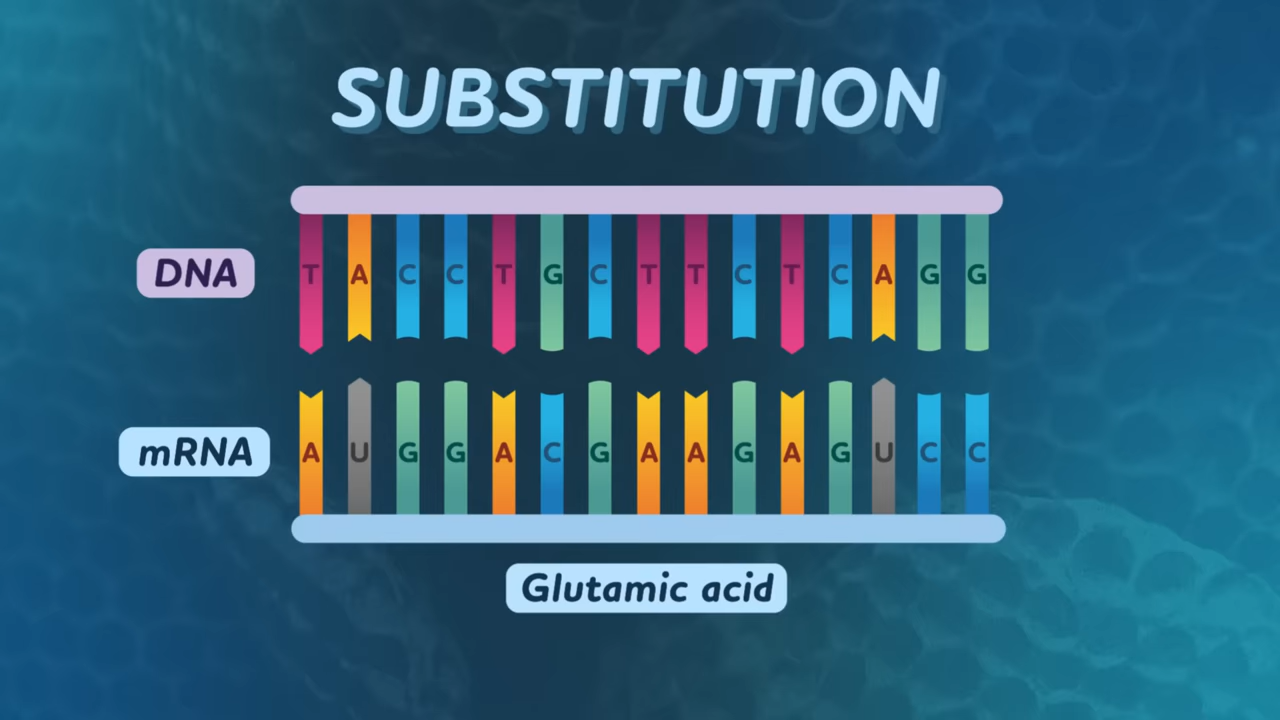 SUBSTITUTION
DNA
T A C C T G C T T C T C A G G
mRNA
A U G G A C G A A G A G U C C
Glutamic acid